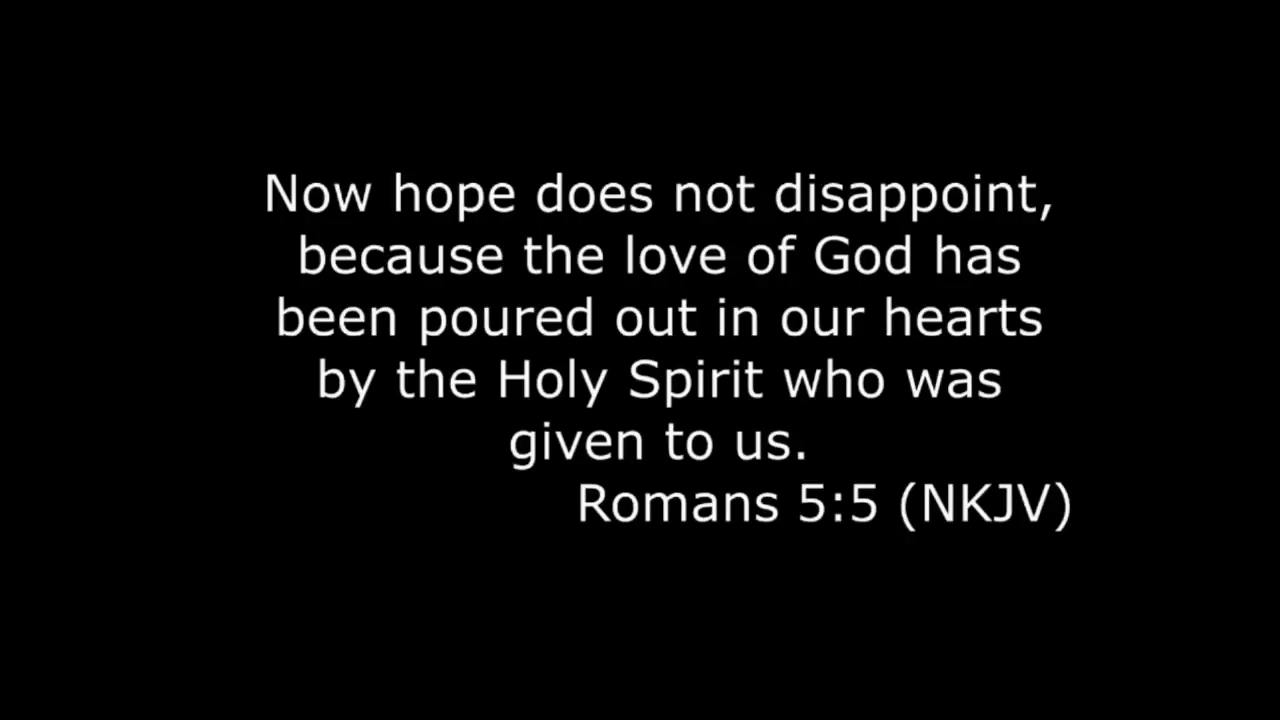 Now hope does not disappoint,
because the love of God has
been poured out in our hearts
by the Holy Spirit who was
given to us.
Romans 5:5 (NKJV)